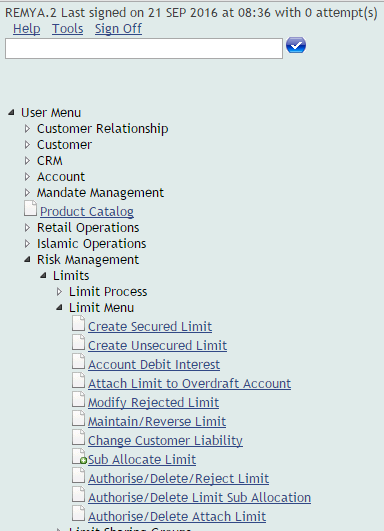 REMYA.2 Last signed on 21 SEP 2016 at 08:36 with 0 attempt(s)
Help Tools Sign Off
User Menu
Customer Relationship
Customer
CRM
Account
Mandate Management
Product Catalog
Retail Operations
Islamic Operations
Risk Management
Limits
Limit Process
Limit Menu
Create Secured Limit
Create Unsecured Limit
Account Debit Interest
Attach Limit to Overdraft Account
Modify Rejected Limit
Maintain/Reverse Limit
Change Customer Liability
Sub Allocate Limit
Authorise/Delete/Reject Limit
Authorise/Delete Limit Sub Allocation
Authorise/Delete Attach Limit
Limit Sharing Groups